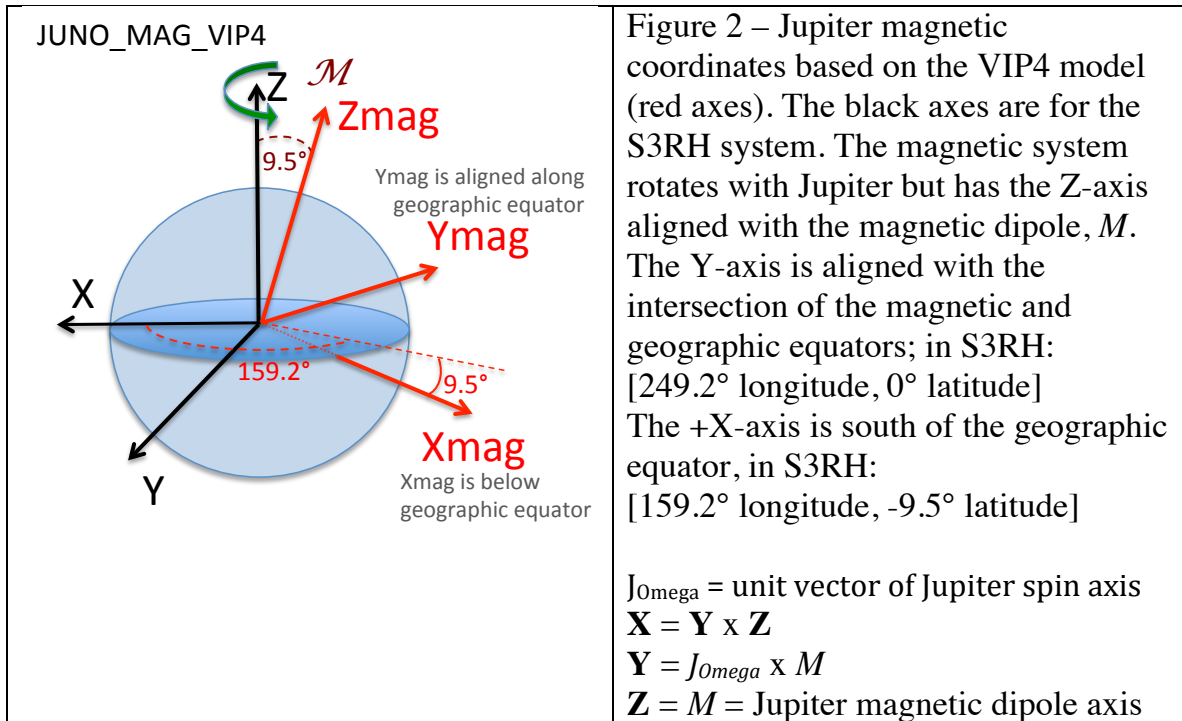 JUNO_MAG_VIP4
Z
ℳ
Zmag
9.5°
Ymag is aligned along
geographic equator
Ymag
X
159.2°
9.5°
Xmag
Y
Xmag is below
geographic equator
Figure 2 – Jupiter magnetic
coordinates based on the VIP4 model
(red axes). The black axes are for the
S3RH system. The magnetic system
rotates with Jupiter but has the Z-axis
aligned with the magnetic dipole, M.
The Y-axis is aligned with the
intersection of the magnetic and
geographic equators; in S3RH:
[249.2° longitude, 0° latitude]
The +X-axis is south of the geographic
equator, in S3RH:
[159.2° longitude, -9.5° latitude]
JOmega = unit vector of Jupiter spin axis
X = Y x Z
Y = JOmega x M
Z = M = Jupiter magnetic dipole axis